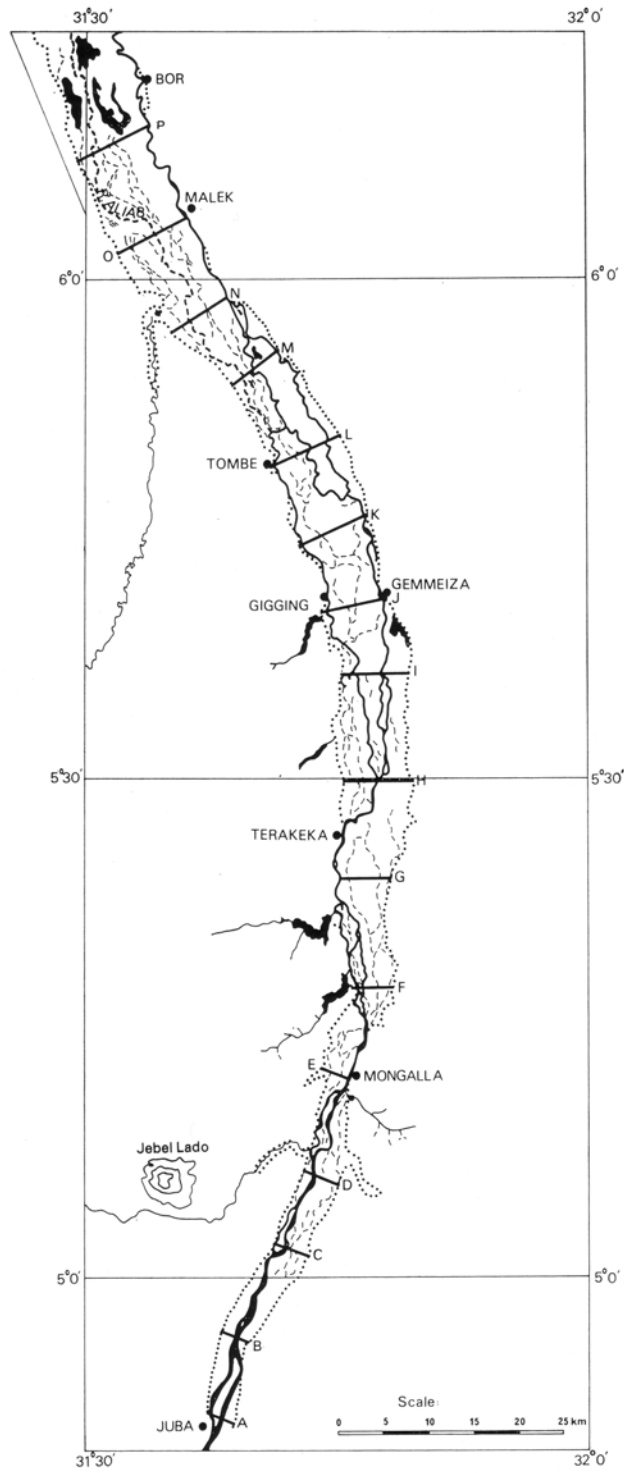 31°30'
32°0'
BOR
P
ALIAB
MALEK
O
6°0'
6°0'
N
M
L
TOMBE
K
GEMMEIZA
J
GIGGING
I
5°30'
5°30'
H
TERAKEKA
G
F
E
MONGALLA
Jebel Lado
D
C
5°0'
5°0'
B
Scale:
JUBA
A
0 5 10 15 20 25 km
31°30'
32°0'